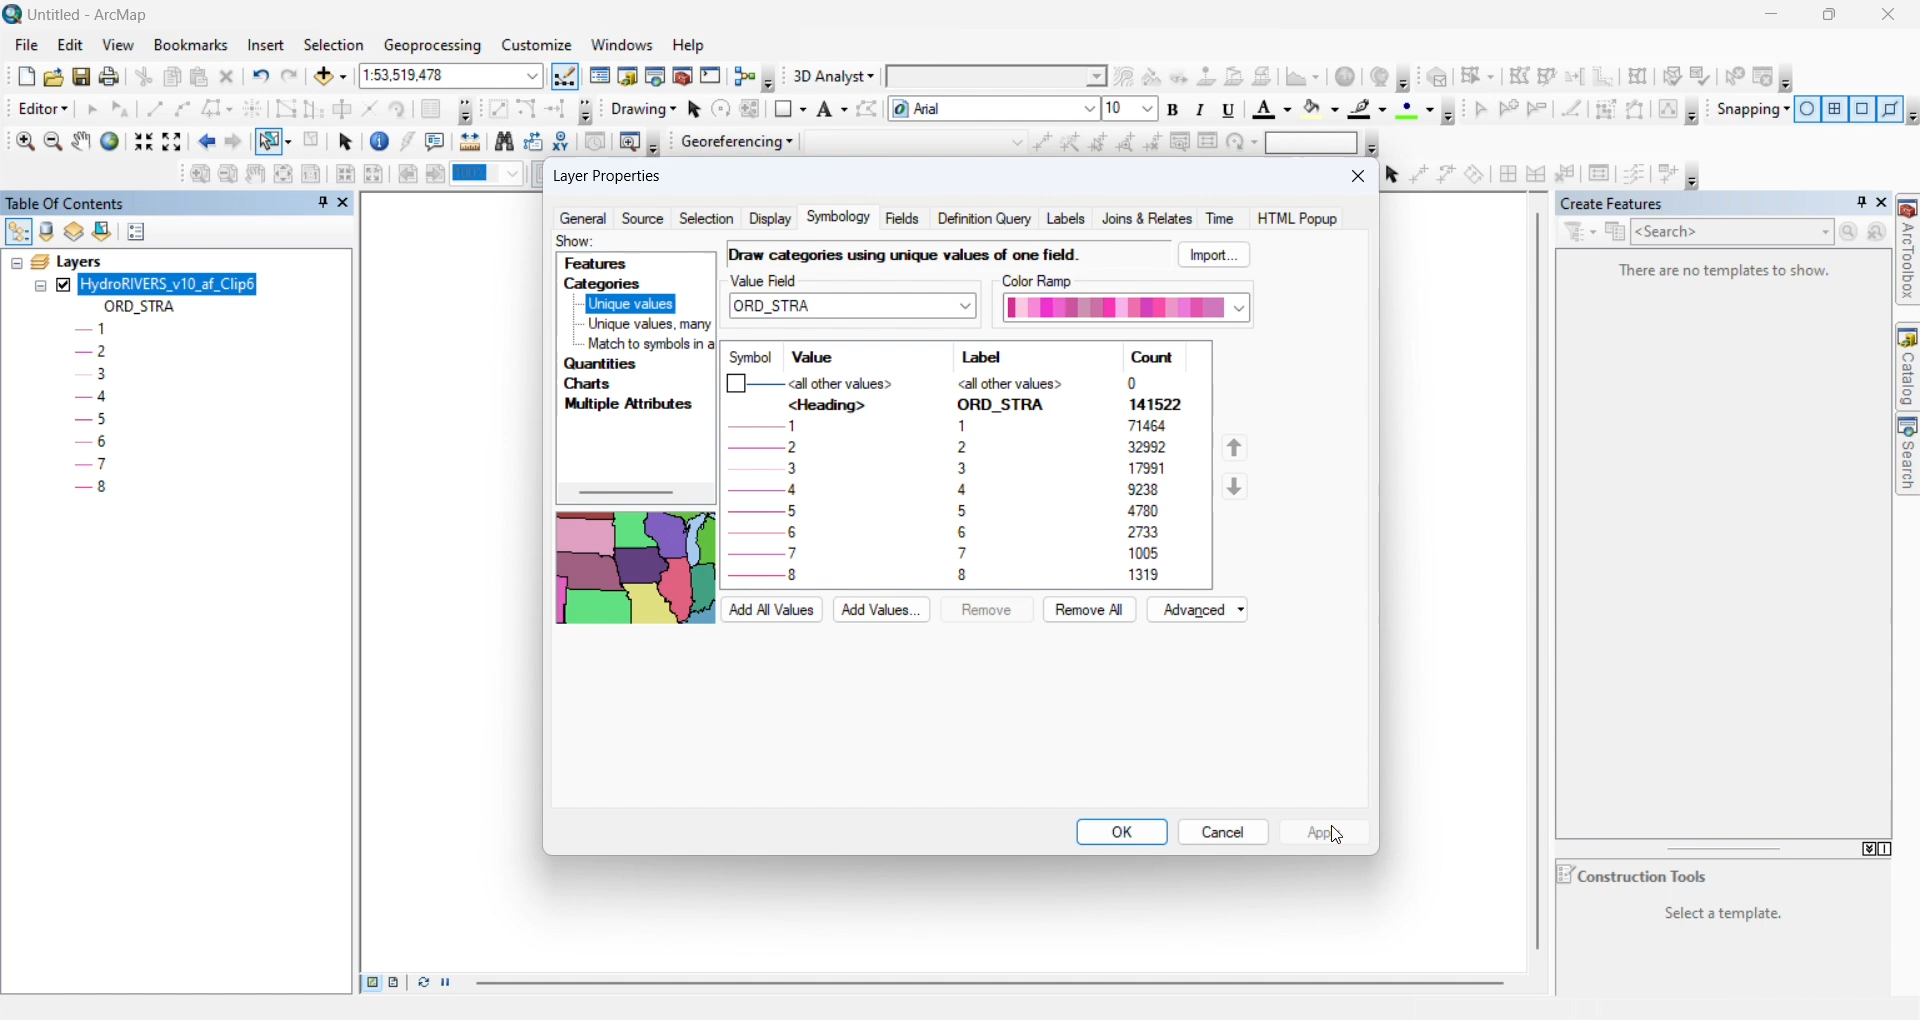 Untitled - ArcMap
File Edit View Bookmarks Insert Selection Geoprocessing Customize Windows Help
1:53,519,478 3D Analyst
Editor Drawing Arial 10 B I U A Snapping
Georeferencing
Table Of Contents
Layers
HydroRIVERS_v10_af_Clip6
ORD_STRA
1
2
3
4
5
6
7
8
Layer Properties
General Source Selection Display Symbology Fields Definition Query Labels Joins & Relates Time HTML Popup
Show:
Features
Categories
Unique values
Unique values, many
Match to symbols in a
Quantities
Charts
Multiple Attributes
Draw categories using unique values of one field. Import...
Value Field Color Ramp
ORD_STRA
Symbol Value Label Count
<all other values> <all other values> 0
<Heading> ORD_STRA 141522
1 1 71464
2 2 32992
3 3 17991
4 4 9238
5 5 4780
6 6 2733
7 7 1005
8 8 1319
Add All Values Add Values... Remove Remove All Advanced
OK Cancel
Create Features
<Search>
There are no templates to show.
Construction Tools
Select a template.
ArcToolbox
Catalog
Search